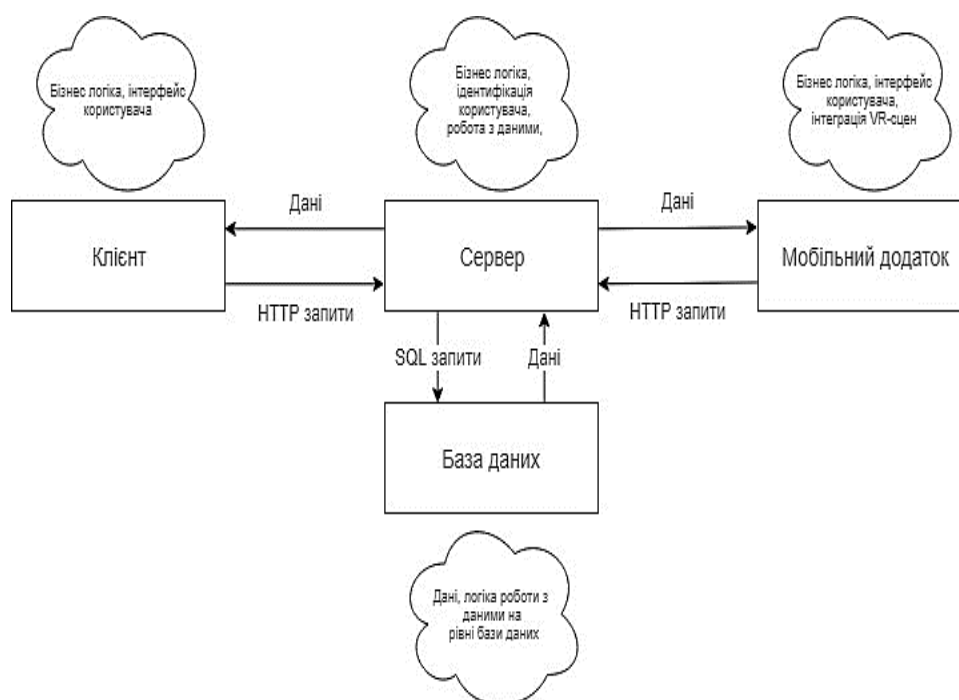 Бізнес логіка, інтерфейс
користувача
Бізнес логіка,
ідентифікація
користувача,
робота з даними,
Бізнес логіка, інтерфейс
користувача,
інтеграція VR-сцен
Дані
Дані
Клієнт
Сервер
Мобільний додаток
HTTP запити
HTTP запити
SQL запити
Дані
База даних
Дані, логіка роботи з
даними на
рівні бази даних